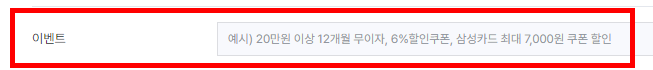 이벤트
예시) 20만원 이상 12개월 무이자, 6%할인쿠폰, 삼성카드 최대 7,000원 쿠폰 할인